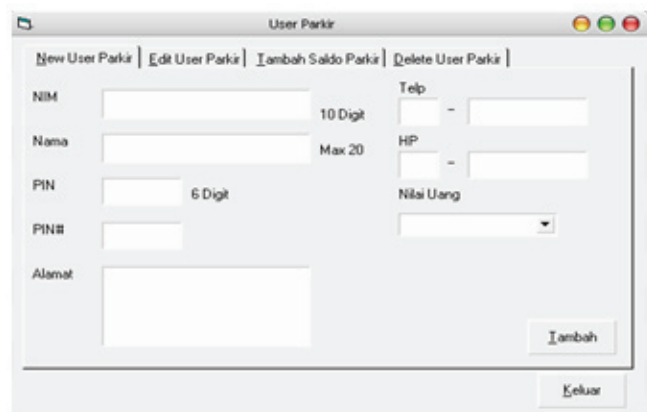 User Parkir
New User Parkir Edit User Parkir Tambah Saldo Parkir Delete User Parkir
NIM
10 Digit
Nama
Max 20
PIN
6 Digit
PIN#
Alamat
Telp
-
HP
-
Nilai Uang
Tambah
Keluar